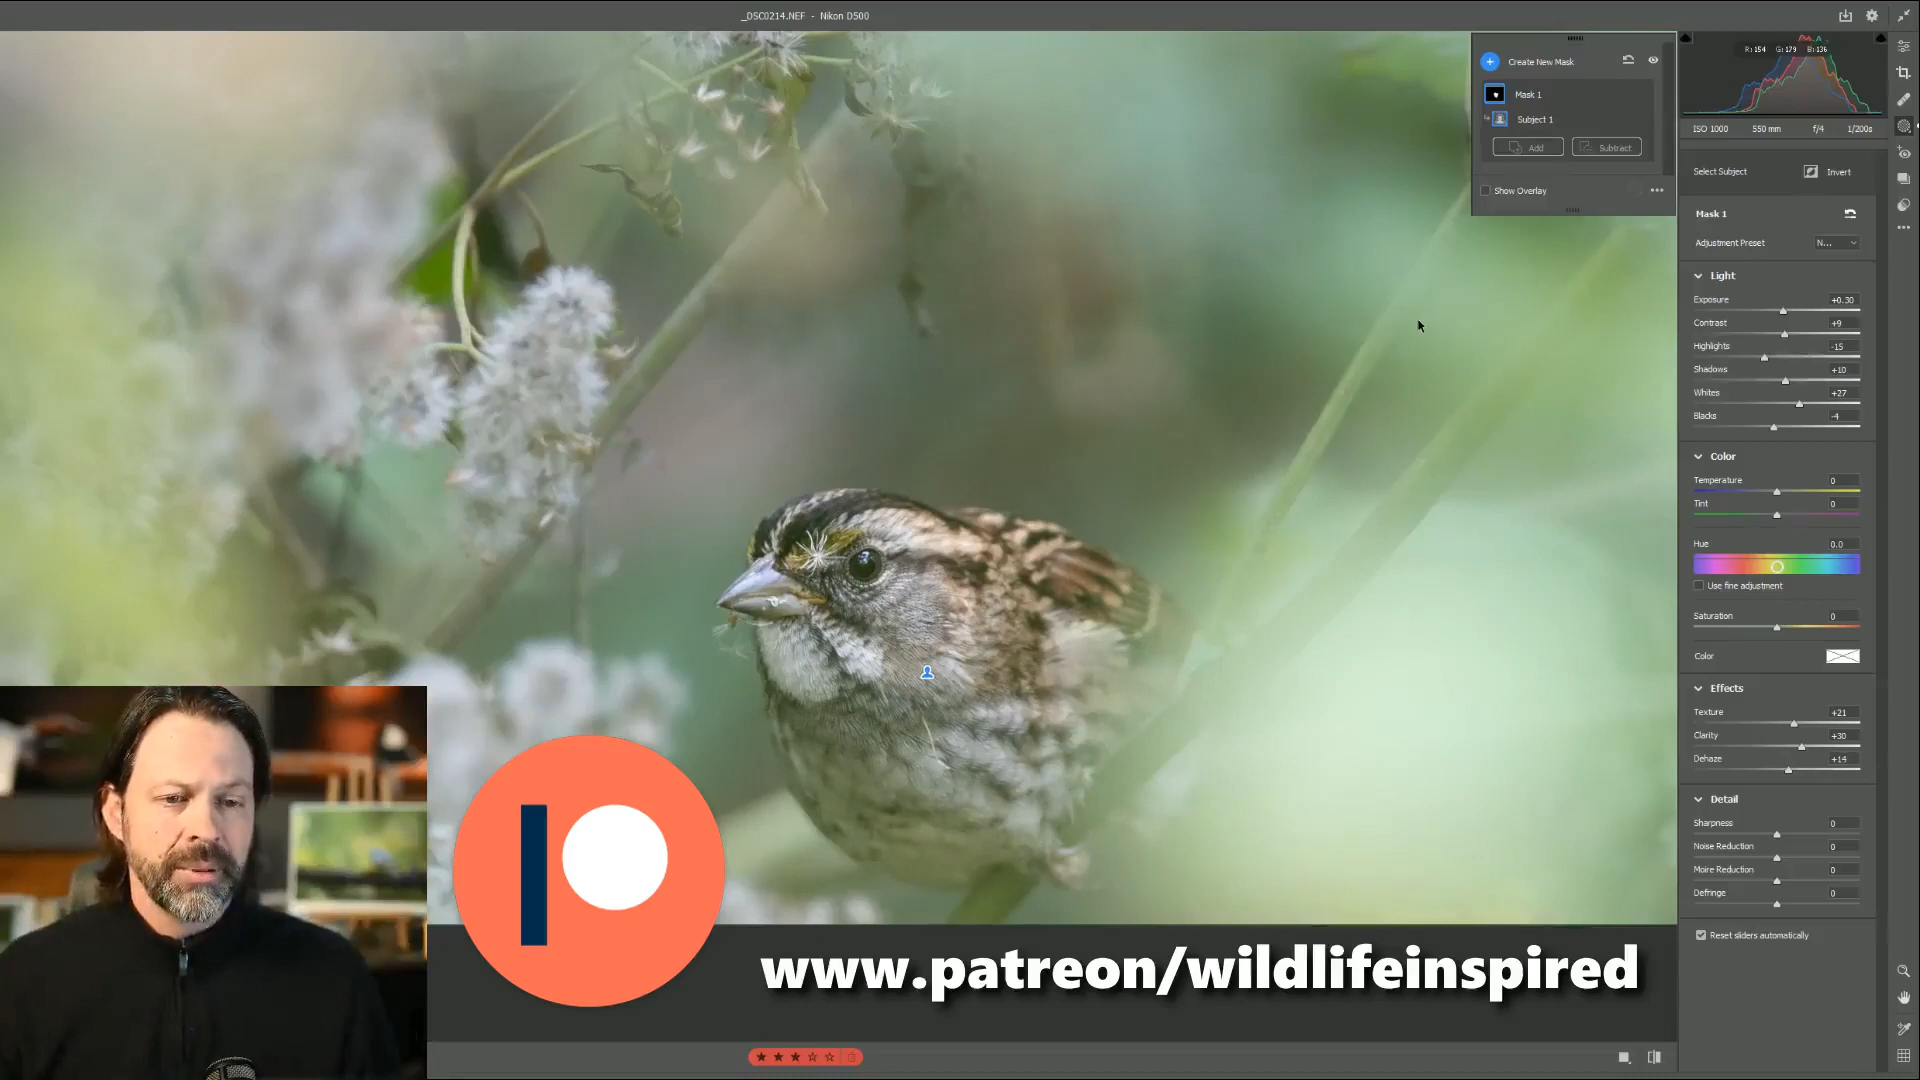 _DSC0214.NEF - Nikon D500
Create New Mask
Mask 1
Subject 1
Add Subtract
Show Overlay
R: 154 G: 179 B: 136
ISO 1000 550 mm f/4 1/200s
Select Subject Invert
Mask 1
Adjustment Preset N...
Light
Exposure +0.30
Contrast +9
Highlights -15
Shadows +10
Whites +27
Blacks -4
Color
Temperature 0
Tint 0
Hue 0.0
Use fine adjustment
Saturation 0
Color
Effects
Texture +21
Clarity +30
Dehaze +14
Detail
Sharpness 0
Noise Reduction 0
Moire Reduction 0
Defringe 0
Reset sliders automatically
www.patreon/wildlifeinspired